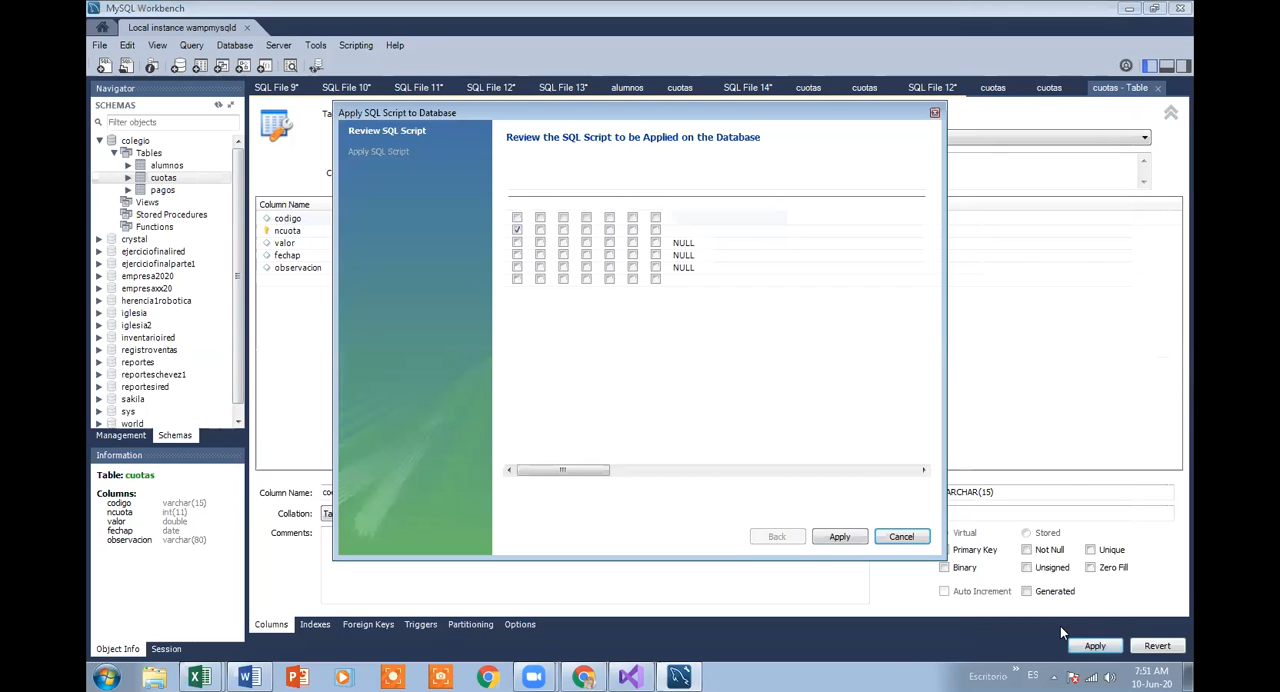 MySQL Workbench
Local instance wampmysqld ×
File Edit View Query Database Server Tools Scripting Help
Navigator
SCHEMAS
Filter objects
colegio
Tables
alumnos
cuotas
pagos
Views
Stored Procedures
Functions
crystal
ejerciciofinalired
ejerciciofinalparte1
empresa2020
empresaxx20
herencia1robotica
iglesia
iglesia2
inventarioired
registroventas
reportes
reporteschevez1
reportesired
sakila
sys
world
Management Schemas
Information
Table: cuotas
Columns:
codigo varchar(15)
ncuota int(11)
valor double
fechap date
observacion varchar(80)
Object Info Session
SQL File 9* SQL File 10* SQL File 11* SQL File 12* SQL File 13* alumnos cuotas SQL File 14* cuotas cuotas SQL File 12* cuotas cuotas cuotas - Table ×
Ta
C
Column Name
codigo
ncuota
valor
fechap
observacion
Apply SQL Script to Database
Review SQL Script
Apply SQL Script
Review the SQL Script to be Applied on the Database
NULL
NULL
NULL
Back Apply Cancel
Column Name: co
ARCHAR(15)
Collation: Ta
Comments:
Virtual Stored
Primary Key Not Null Unique
Binary Unsigned Zero Fill
Auto Increment Generated
Columns Indexes Foreign Keys Triggers Partitioning Options
Apply Revert
Escritorio » ES
7:51 AM
10-Jun-20